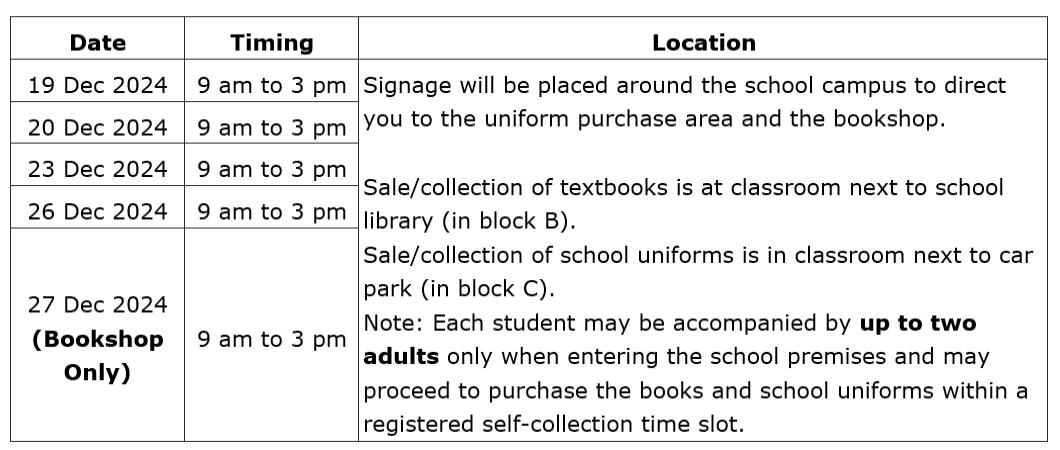 Date Timing Location
19 Dec 2024 9 am to 3 pm
20 Dec 2024 9 am to 3 pm
23 Dec 2024 9 am to 3 pm
26 Dec 2024 9 am to 3 pm
27 Dec 2024
(Bookshop
Only)
9 am to 3 pm
Signage will be placed around the school campus to direct
you to the uniform purchase area and the bookshop.
Sale/collection of textbooks is at classroom next to school
library (in block B).
Sale/collection of school uniforms is in classroom next to car
park (in block C).
Note: Each student may be accompanied by up to two
adults only when entering the school premises and may
proceed to purchase the books and school uniforms within a
registered self-collection time slot.